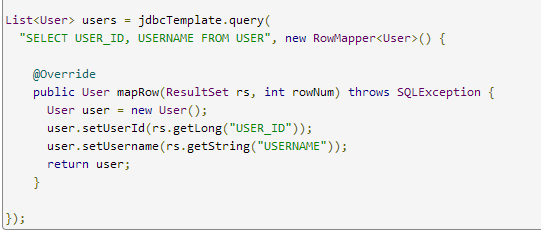 List<User> users = jdbcTemplate.query(
  "SELECT USER_ID, USERNAME FROM USER", new RowMapper<User>() {
    @Override
    public User mapRow(ResultSet rs, int rowNum) throws SQLException {
      User user = new User();
      user.setUserId(rs.getLong("USER_ID"));
      user.setUsername(rs.getString("USERNAME"));
      return user;
    }
});